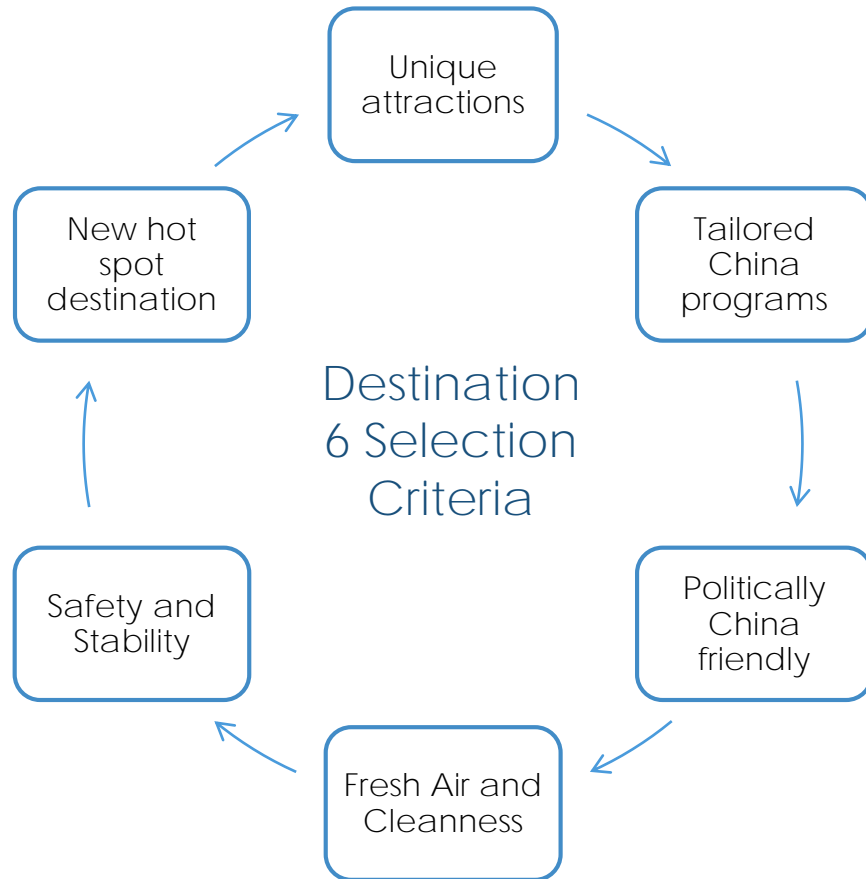 Unique
attractions
Tailored
China
programs
Politically
China
friendly
Fresh Air and
Cleanness
Safety and
Stability
New hot
spot
destination
Destination
6 Selection
Criteria